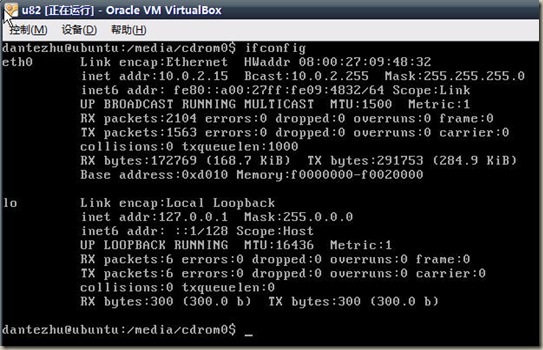 u82 [正在运行] - Oracle VM VirtualBox
控制(M) 设备(D) 帮助(H)
dantezhu@ubuntu:/media/cdrom0$ ifconfig
eth0 Link encap:Ethernet HWaddr 08:00:27:09:48:32
inet addr:10.0.2.15 Bcast:10.0.2.255 Mask:255.255.255.0
inet6 addr: fe80::a00:27ff:fe09:4832/64 Scope:Link
UP BROADCAST RUNNING MULTICAST MTU:1500 Metric:1
RX packets:2104 errors:0 dropped:0 overruns:0 frame:0
TX packets:1563 errors:0 dropped:0 overruns:0 carrier:0
collisions:0 txqueuelen:1000
RX bytes:172769 (168.7 KiB) TX bytes:291753 (284.9 KiB)
Base address:0xd010 Memory:f0000000-f0020000
lo Link encap:Local Loopback
inet addr:127.0.0.1 Mask:255.0.0.0
inet6 addr: ::1/128 Scope:Host
UP LOOPBACK RUNNING MTU:16436 Metric:1
RX packets:6 errors:0 dropped:0 overruns:0 frame:0
TX packets:6 errors:0 dropped:0 overruns:0 carrier:0
collisions:0 txqueuelen:0
RX bytes:300 (300.0 b) TX bytes:300 (300.0 b)
dantezhu@ubuntu:/media/cdrom0$ _